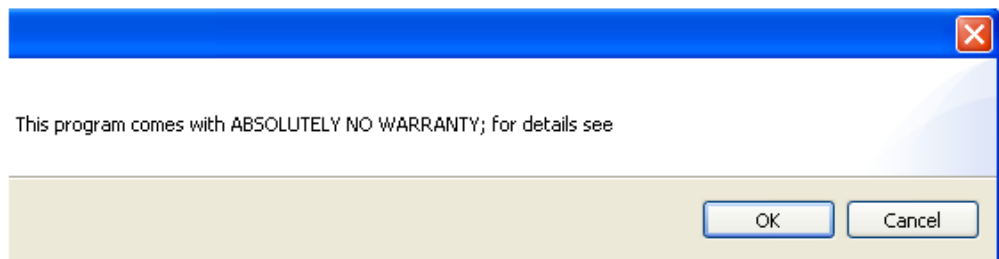 This program comes with ABSOLUTELY NO WARRANTY; for details see
OK Cancel